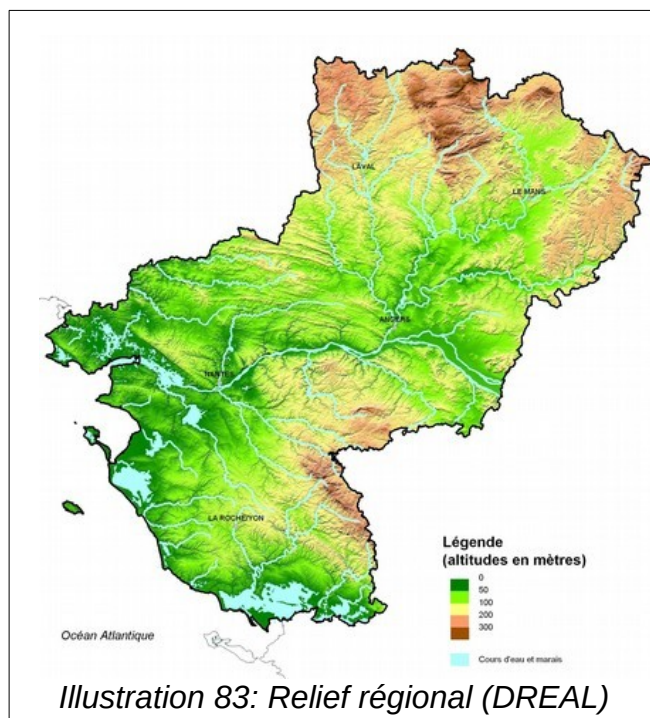 LAVAL
LE MANS
ANGERS
NANTES
LA ROCHE/YON
Légende
(altitudes en mètres)
0
50
100
200
300
Cours d'eau et marais
Océan Atlantique
Illustration 83: Relief régional (DREAL)